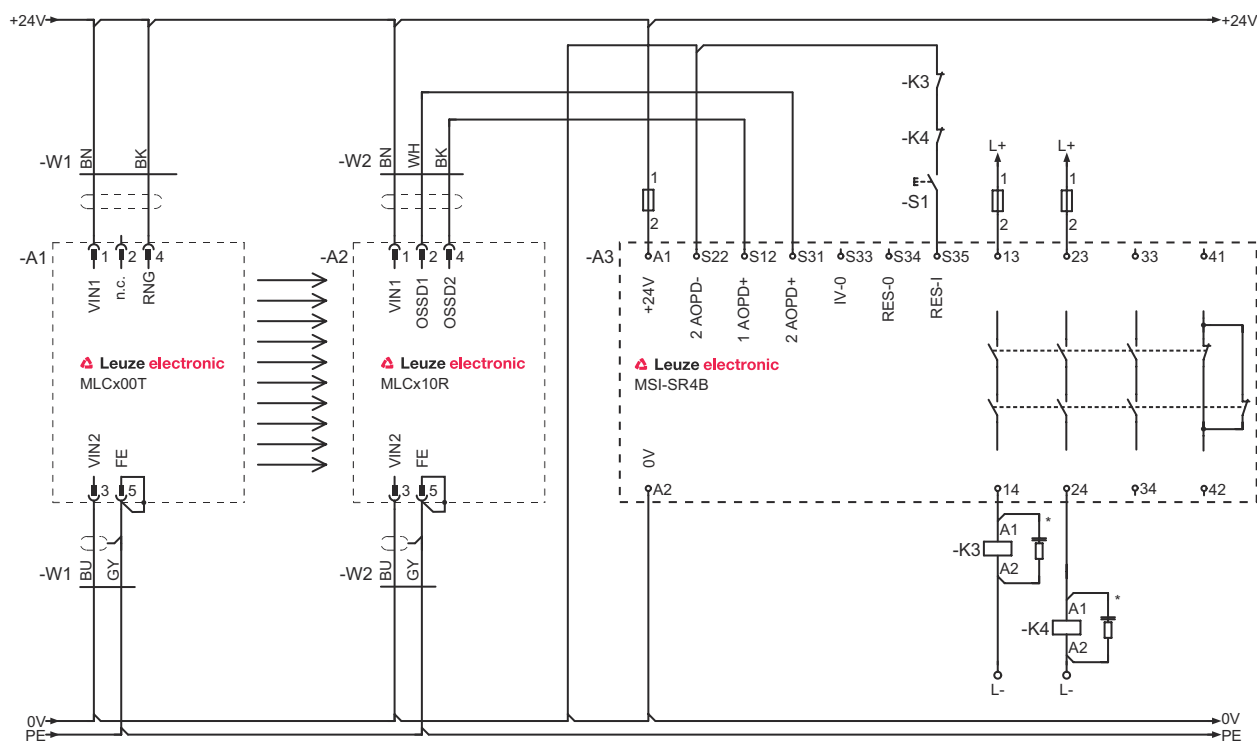 +24V +24V
-K3
-K4
-S1
-W1 BN BK
-W2 BN WH BK
1 2
L+ 1 2
L+ 1 2
-A1 1 2 4
VIN1 n.c. RNG
Leuze electronic
MLCx00T
VIN2 FE
3 5
-W1 BU GY
-A2 1 2 4
VIN1 OSSD1 OSSD2
Leuze electronic
MLCx10R
VIN2 FE
3 5
-W2 BU GY
-A3 A1 S22 S12 S31 S33 S34 S35 13 23 33 41
+24V 2 AOPD- 1 AOPD+ 2 AOPD+ IV-0 RES-0 RES-I
Leuze electronic
MSI-SR4B
0V
A2 14 24 34 42
A1 *
-K3
A2
A1 *
-K4
A2
L- L-
0V 0V
PE PE